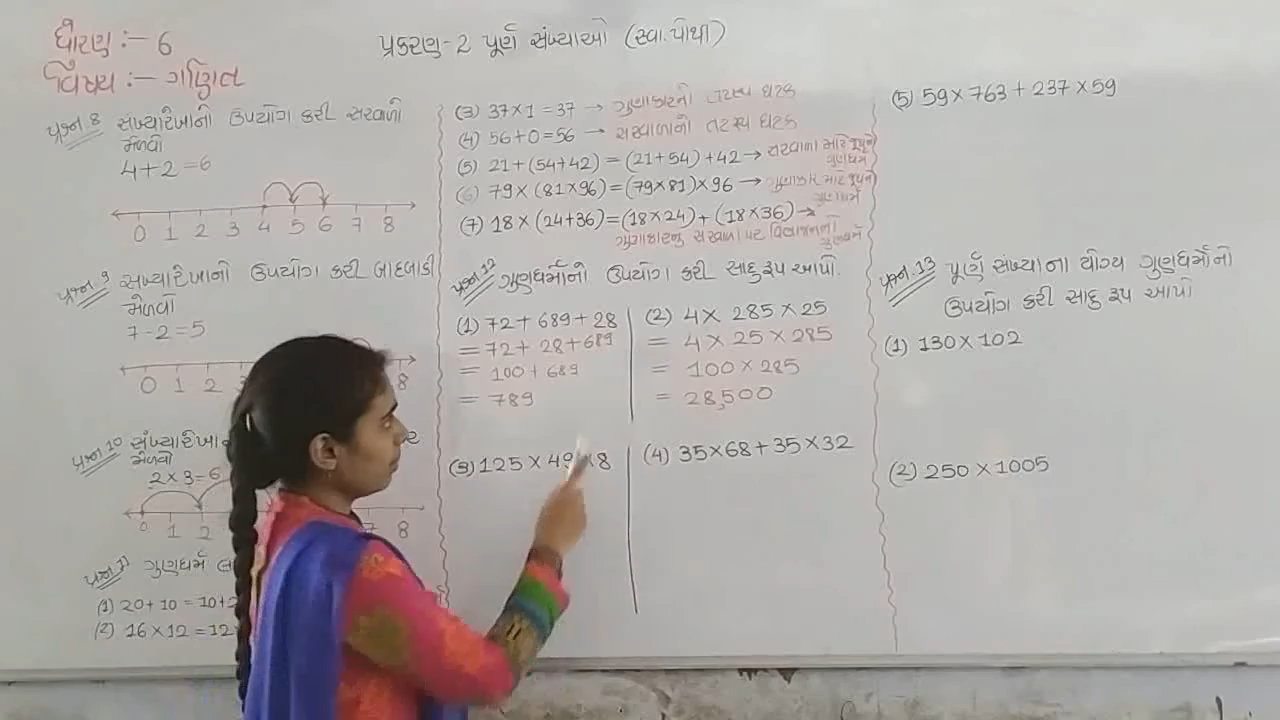 ધોરણ :- 6
વિષય :- ગણિત
પ્રકરણ-2 પૂર્ણ સંખ્યાઓ (સ્વા.પોથી)
પ્રશ્ન 8 સંખ્યારેખાનો ઉપયોગ કરી સરવાળો
મેળવો
4+2=6
0 1 2 3 4 5 6 7 8
પ્રશ્ન 9 સંખ્યારેખાનો ઉપયોગ કરી બાદબાકી
મેળવો
7-2=5
0 1 2 8
પ્રશ્ન 10 સંખ્યારેખાનો
મેળવો
2×3=6
0 1 2 7 8
પ્રશ્ન 11 ગુણધર્મ
(1) 20+10=10+2
(2) 16×12=12
(3) 37×1=37 → ગુણાકારનો તટસ્થ ઘટક
(4) 56+0=56 → સરવાળાનો તટસ્થ ઘટક
(5) 21+(54+42)=(21+54)+42 → સરવાળા માટે જૂથનો
ગુણધર્મ
(6) 79×(81×96)=(79×81)×96 → ગુણાકાર માટે જૂથનો
ગુણધર્મ
(7) 18×(24+36)=(18×24)+(18×36) →
ગુણાકારનું સરવાળા પર વિભાજનનો
ગુણધર્મ
પ્રશ્ન 12 ગુણધર્મોનો ઉપયોગ કરી સાદુ રૂપ આપો.
(1) 72+689+28
= 72+28+689
= 100+689
= 789
(2) 4× 285×25
= 4×25×285
= 100×285
= 28,500
(3) 125×49×8
(4) 35×68+35×32
(5) 59×763+237×59
પ્રશ્ન.13 પૂર્ણ સંખ્યાના યોગ્ય ગુણધર્મોનો
ઉપયોગ કરી સાદુ રૂપ આપો
(1) 130×102
(2) 250×1005